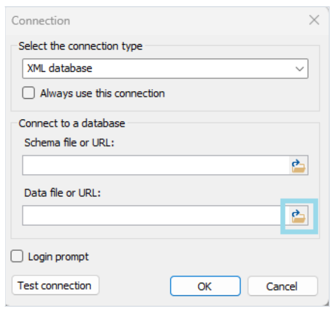 Connection
Select the connection type
XML database
Always use this connection
Connect to a database
Schema file or URL:
Data file or URL:
Login prompt
Test connection OK Cancel